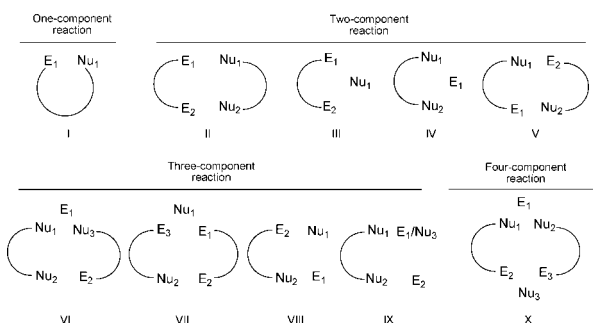 One-component
reaction
Two-component
reaction
E1 Nu1
I
E1 Nu1
E2 Nu2
II
E1
Nu1
E2
III
Nu1
E1
Nu2
IV
Nu1 E2
E1 Nu2
V
Three-component
reaction
Four-component
reaction
E1
Nu1 Nu3
Nu2 E2
VI
Nu1
E3 E1
Nu2 E2
VII
E2 Nu1
Nu2 E1
VIII
Nu1 E1/Nu3
Nu2 E2
IX
E1
Nu1 Nu2
E2 E3
Nu3
X